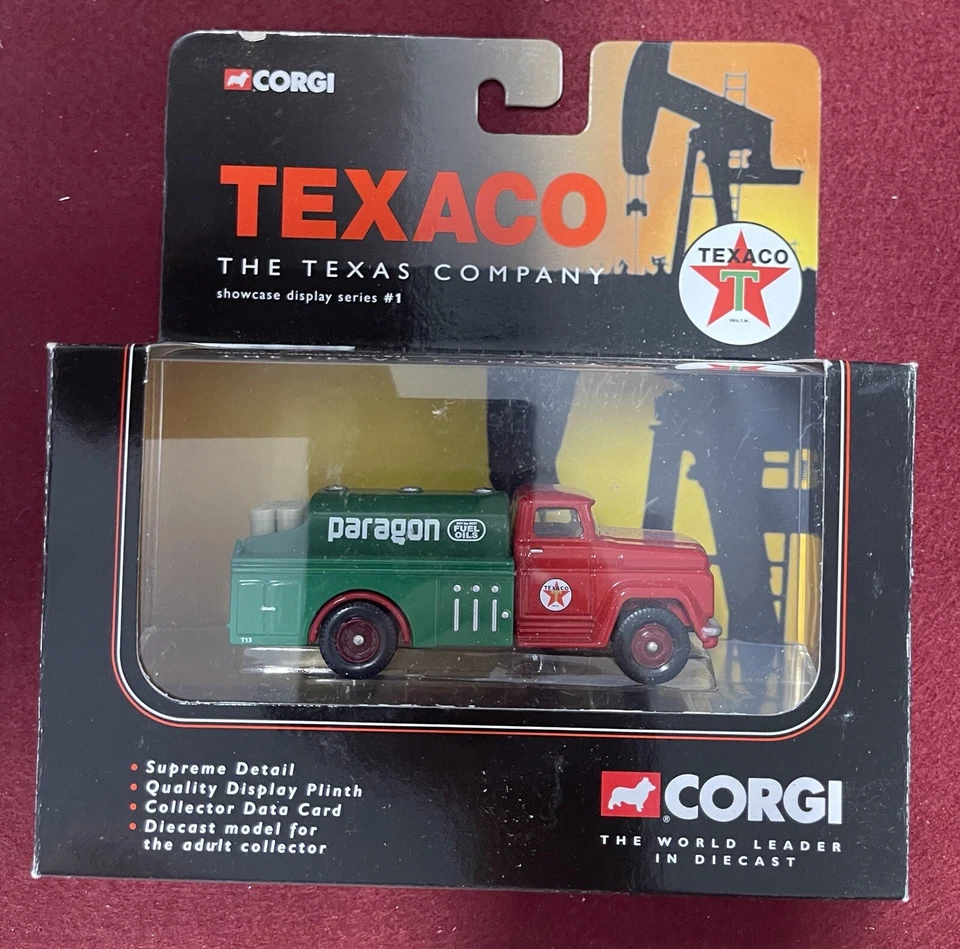 CORGI
TEXACO
THE TEXAS COMPANY
showcase display series #1
TEXACO
T
paragon
FUEL
OILS
TEXACO
T
T13
• Supreme Detail
• Quality Display Plinth
• Collector Data Card
• Diecast model for
the adult collector
CORGI
®
THE WORLD LEADER
IN DIECAST